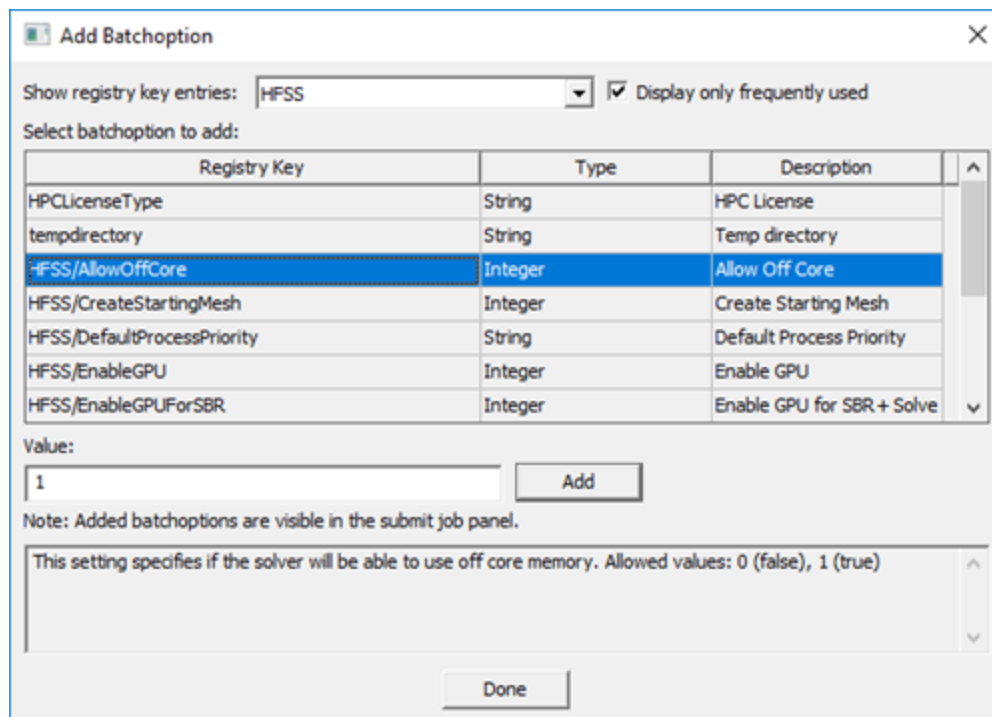 Add Batchoption
Show registry key entries: HFSS Display only frequently used
Select batchoption to add:
Registry Key Type Description
HPCLicenseType String HPC License
tempdirectory String Temp directory
HFSS/AllowOffCore Integer Allow Off Core
HFSS/CreateStartingMesh Integer Create Starting Mesh
HFSS/DefaultProcessPriority String Default Process Priority
HFSS/EnableGPU Integer Enable GPU
HFSS/EnableGPUForSBR Integer Enable GPU for SBR+ Solve
Value:
1 Add
Note: Added batchoptions are visible in the submit job panel.
This setting specifies if the solver will be able to use off core memory. Allowed values: 0 (false), 1 (true)
Done